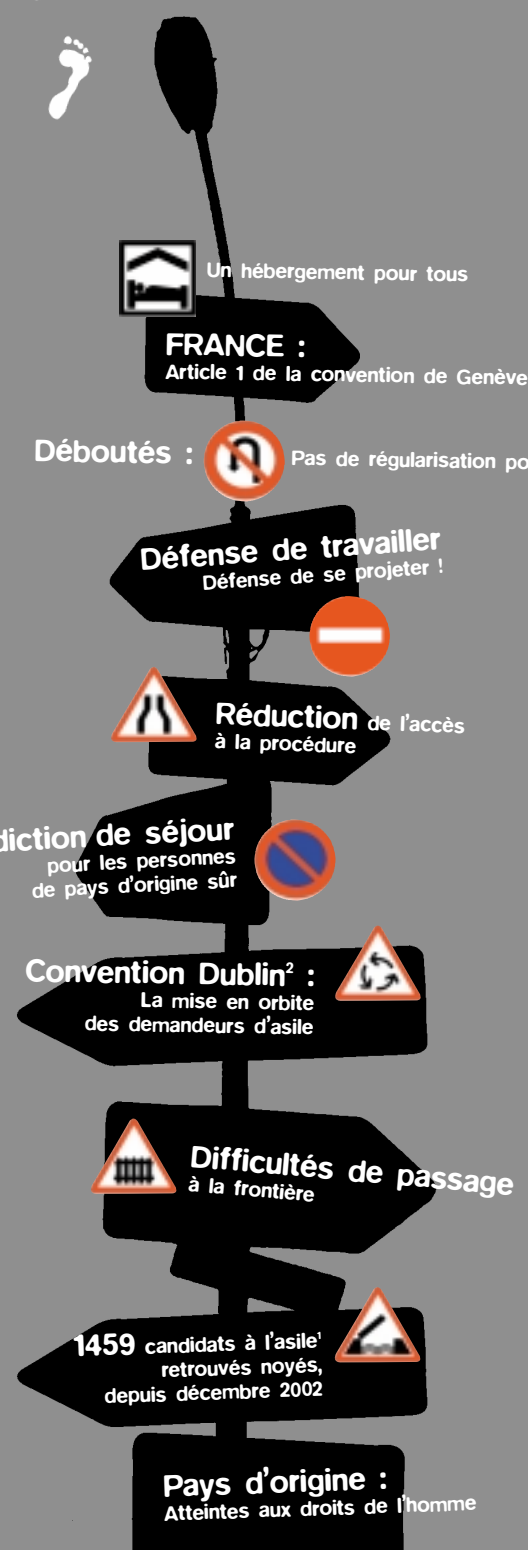 Un hébergement pour tous
FRANCE :
Article 1 de la convention de Genève
Déboutés :
Pas de régularisation
Défense de travailler
Défense de se projeter !
Réduction de l'accès
à la procédure
de séjour
pour les personnes
de pays d'origine sûr
Convention Dublin² :
La mise en orbite
des demandeurs d'asile
Difficultés de passage
à la frontière
1459 candidats à l'asile¹
retrouvés noyés,
depuis décembre 2002
Pays d'origine :
Atteintes aux droits de l'homme